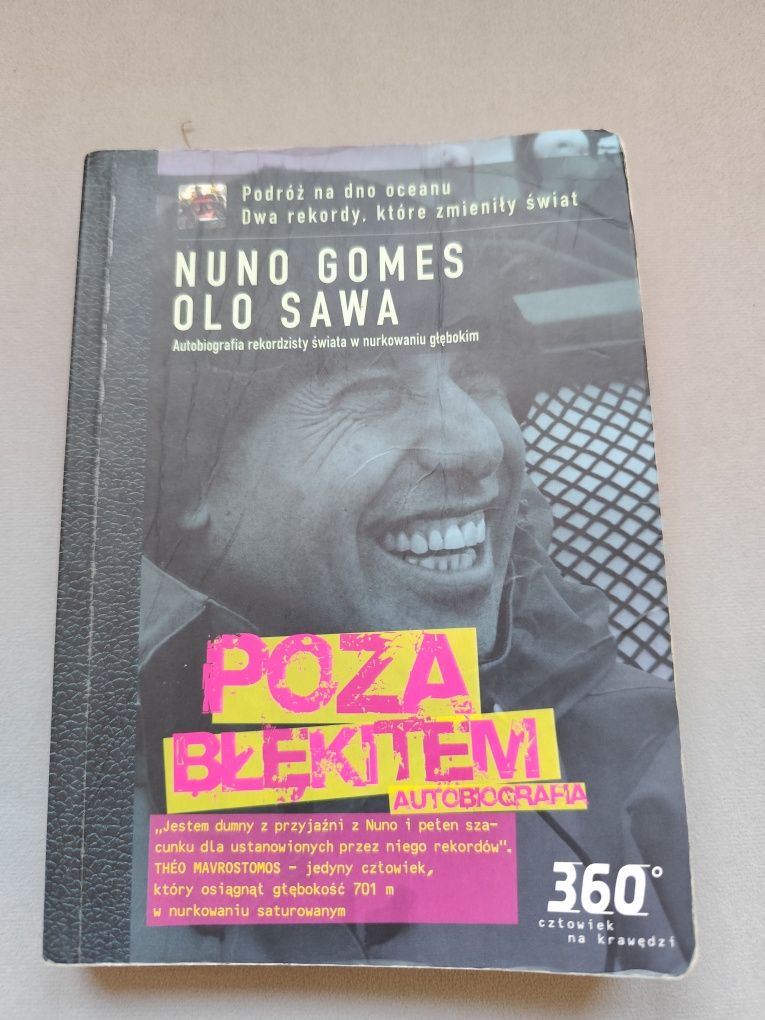 Podróż na dno oceanu
Dwa rekordy, które zmieniły świat
NUNO GOMES
OLO SAWA
Autobiografia rekordzisty świata w nurkowaniu głębokim
POZA
BŁĘKITEM
AUTOBIOGRAFIA
„Jestem dumny z przyjaźni z Nuno i pełen sza-
cunku dla ustanowionych przez niego rekordów".
THÉO MAVROSTOMOS – jedyny człowiek,
który osiągnął głębokość 701 m
w nurkowaniu saturowanym
360°
człowiek
na krawędzi